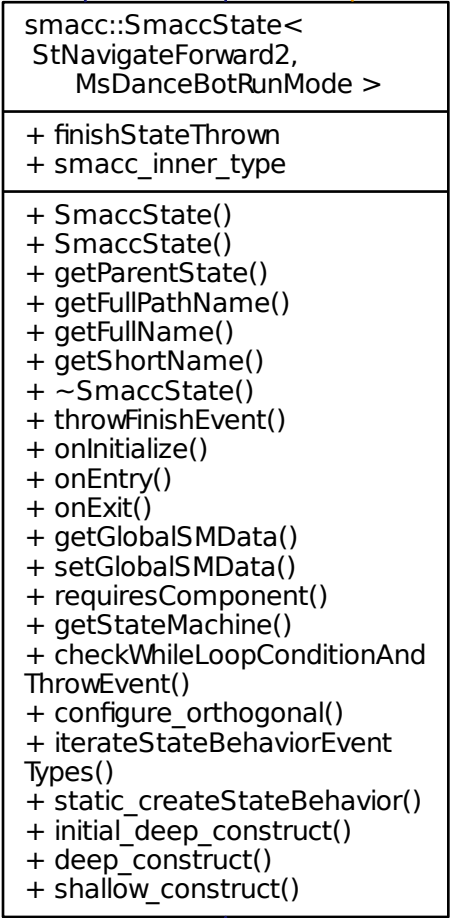 smacc::SmaccState<
StNavigateForward2,
MsDanceBotRunMode >
+ finishStateThrown
+ smacc_inner_type
+ SmaccState()
+ SmaccState()
+ getParentState()
+ getFullPathName()
+ getFullName()
+ getShortName()
+ ~SmaccState()
+ throwFinishEvent()
+ onInitialize()
+ onEntry()
+ onExit()
+ getGlobalSMData()
+ setGlobalSMData()
+ requiresComponent()
+ getStateMachine()
+ checkWhileLoopConditionAnd
ThrowEvent()
+ configure_orthogonal()
+ iterateStateBehaviorEvent
Types()
+ static_createStateBehavior()
+ initial_deep_construct()
+ deep_construct()
+ shallow_construct()